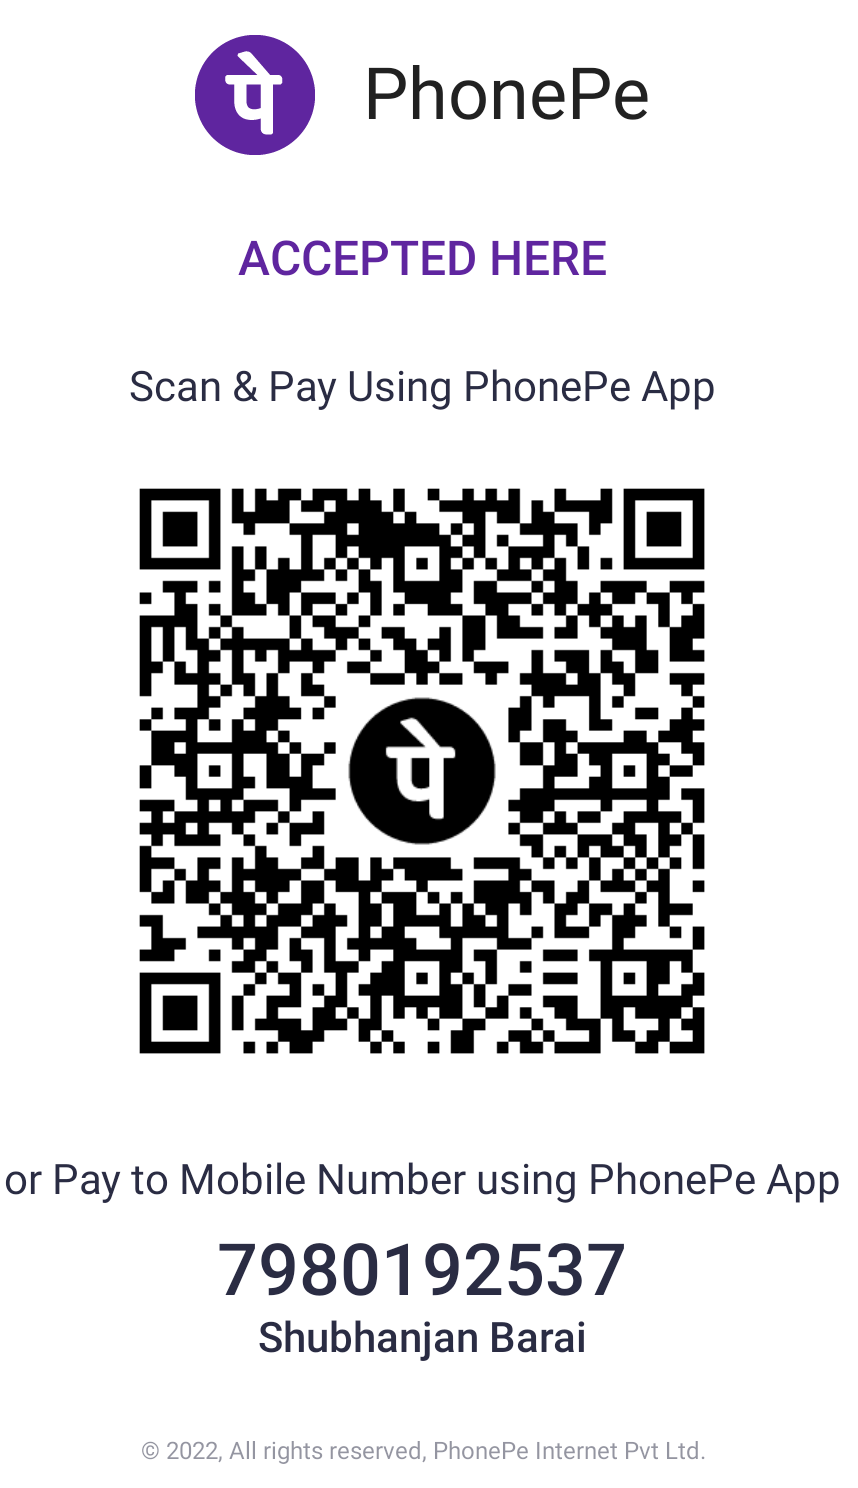 पे PhonePe
ACCEPTED HERE
Scan & Pay Using PhonePe App
पे
or Pay to Mobile Number using PhonePe App
7980192537
Shubhanjan Barai
© 2022, All rights reserved, PhonePe Internet Pvt Ltd.